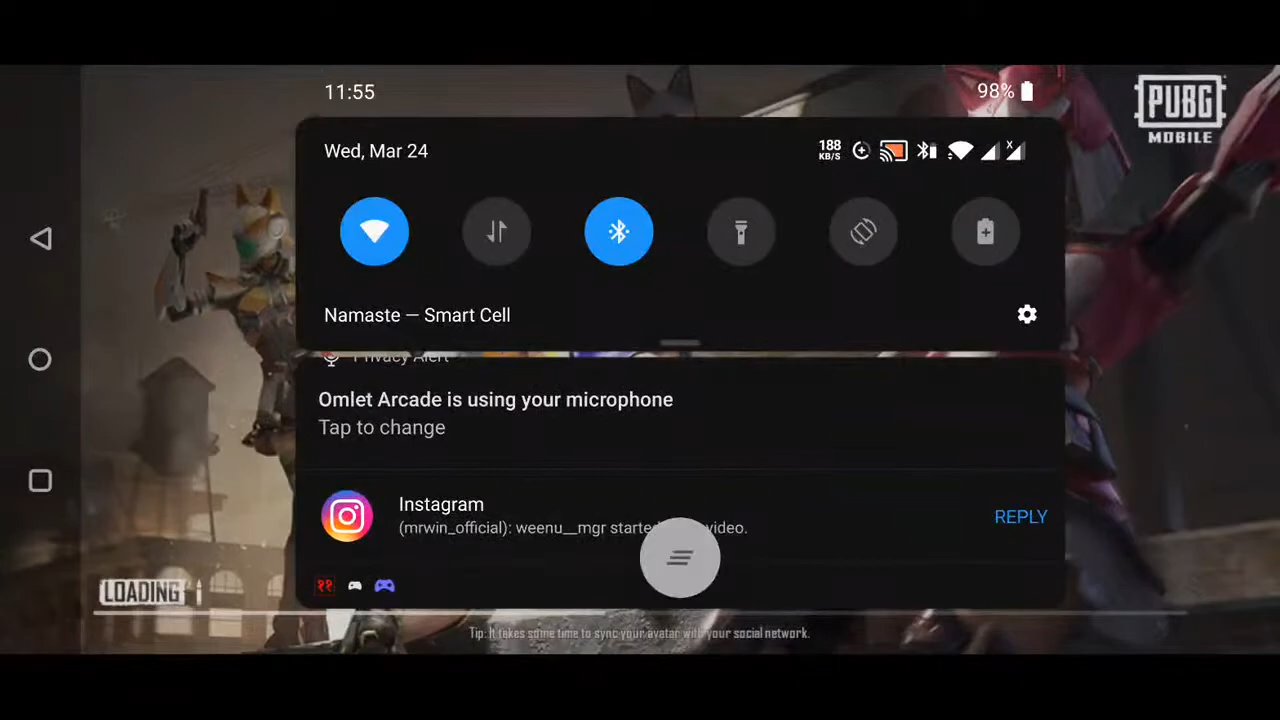 11:55
98%
PUBG
MOBILE
Wed, Mar 24
188
KB/S
Namaste — Smart Cell
Privacy Alert
Omlet Arcade is using your microphone
Tap to change
Instagram
(mrwin_official): weenu__mgr started video.
REPLY
LOADING
Tip: It takes some time to sync your avatar with your social network.